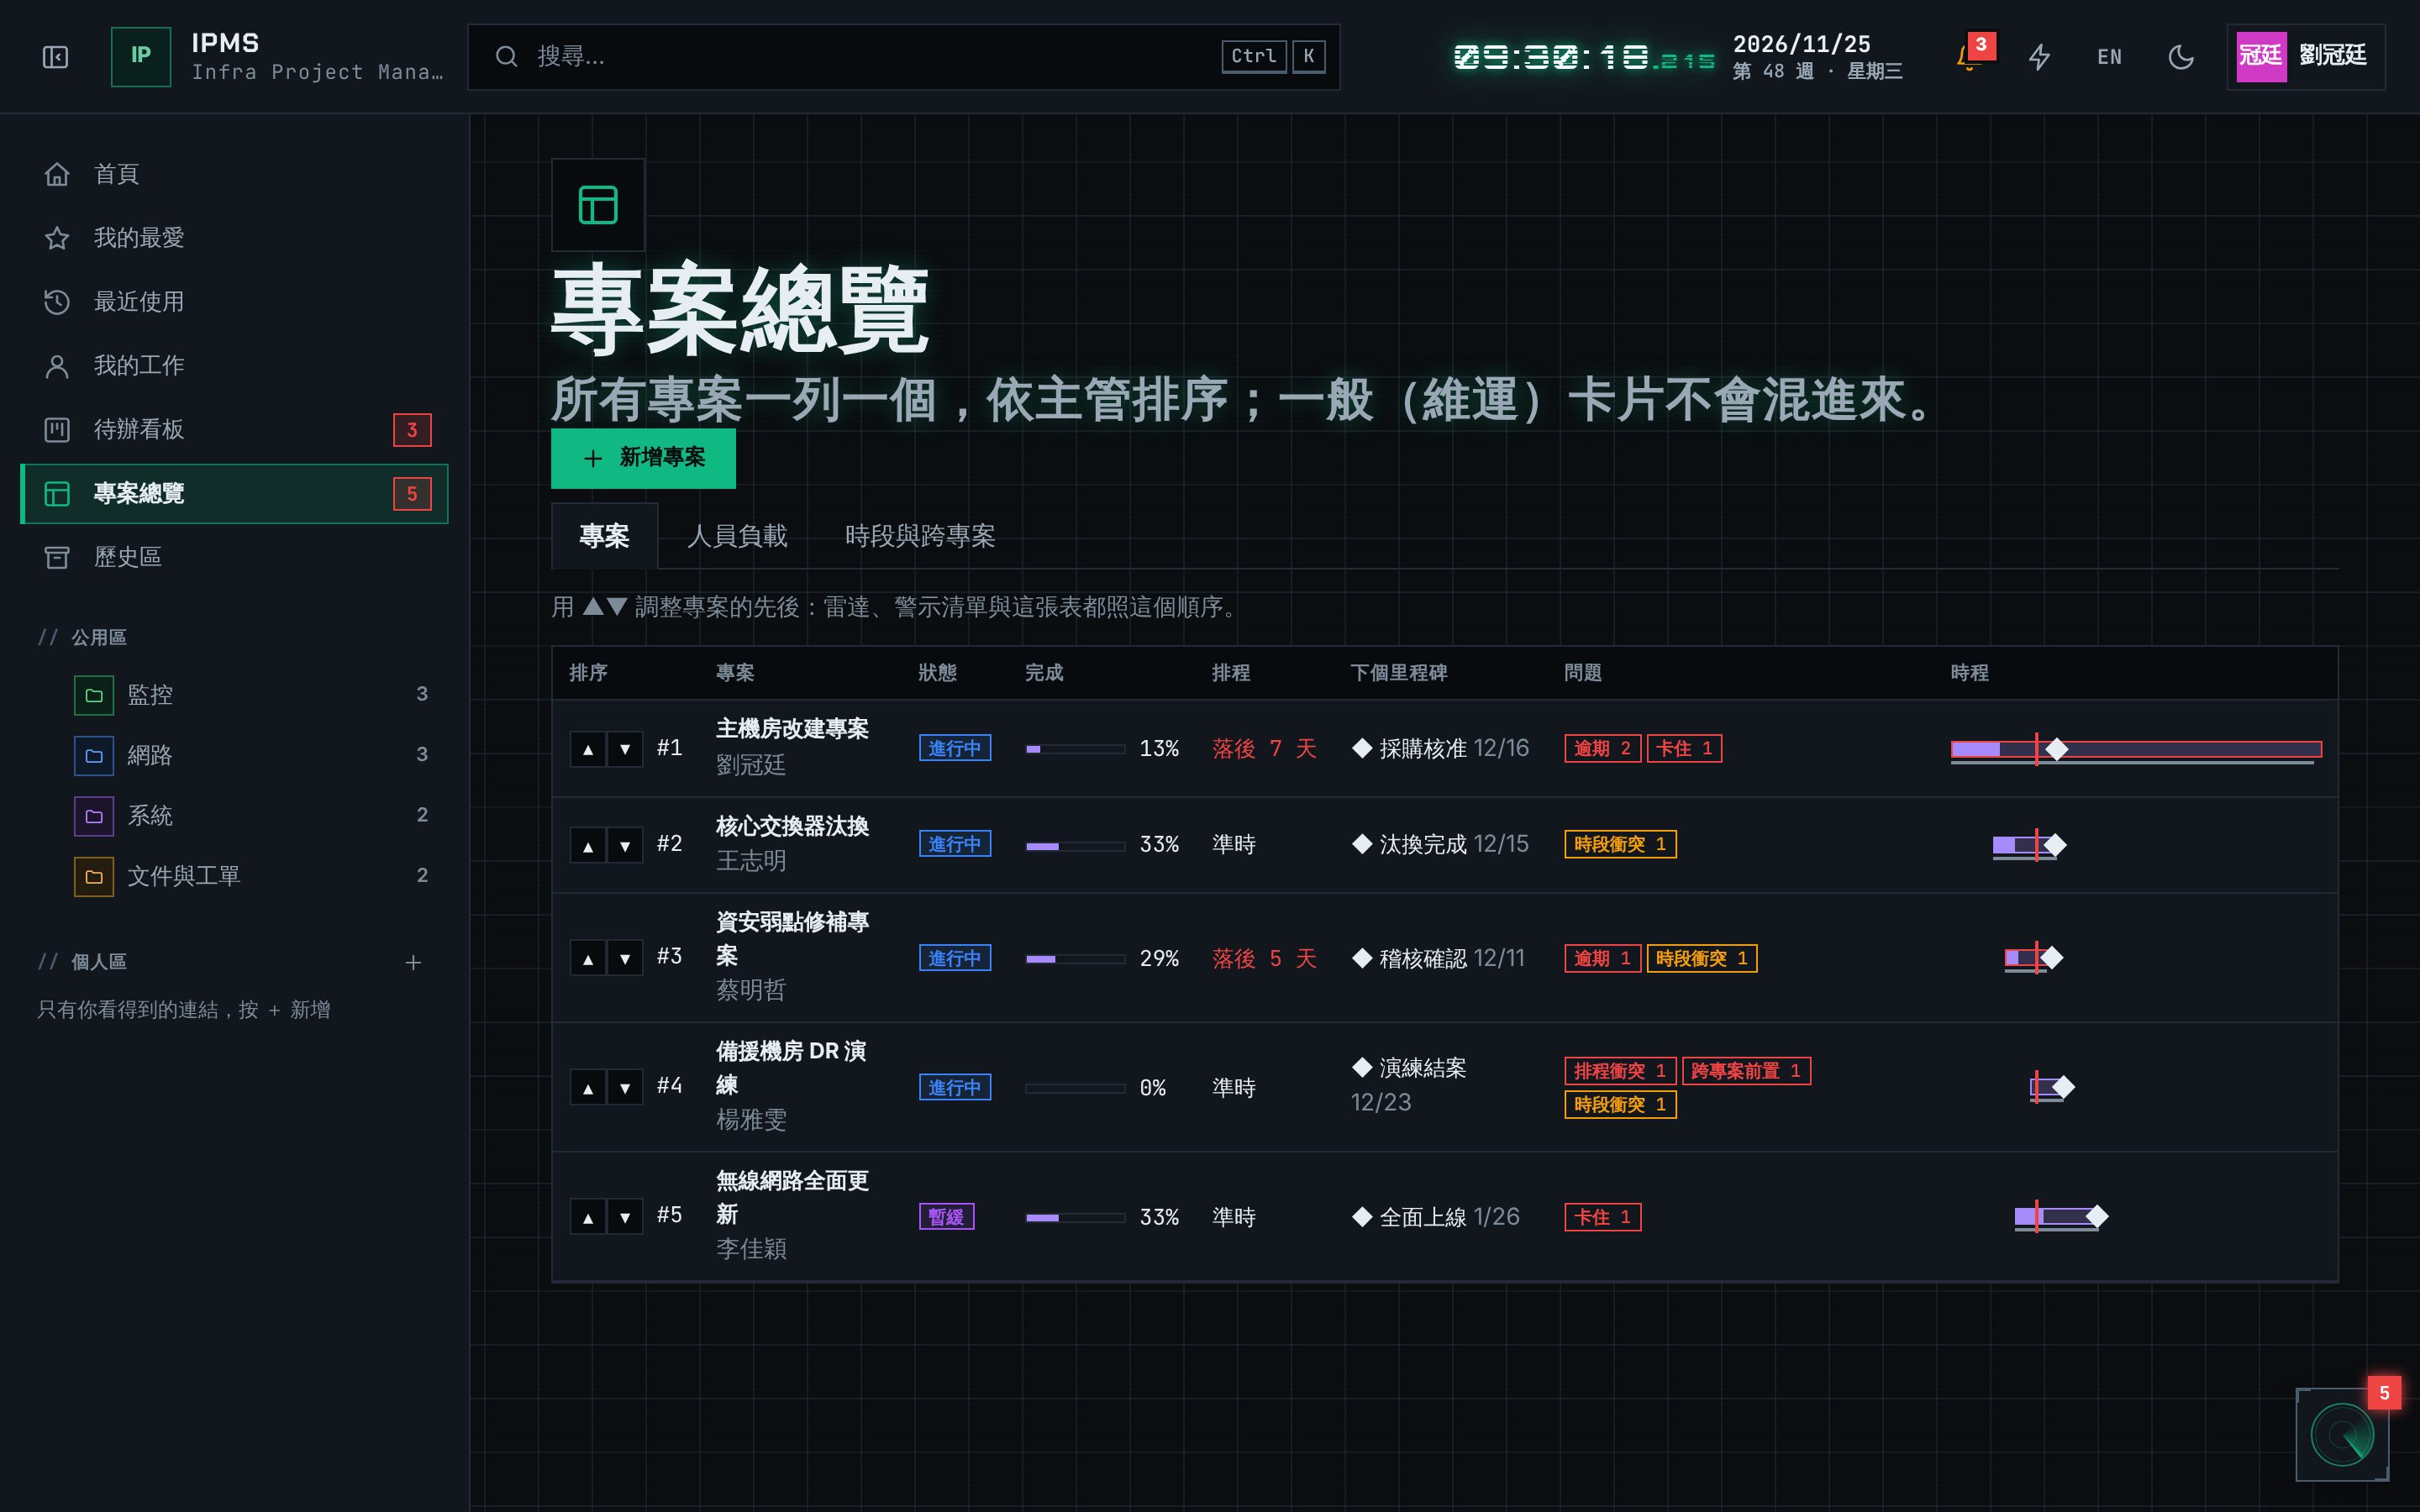 IP
IPMS
Infra Project Mana…
搜尋...
Ctrl K
09:30:18.215
2026/11/25
第 48 週 · 星期三
3
EN
冠廷 劉冠廷
首頁
我的最愛
最近使用
我的工作
待辦看板 3
專案總覽 5
歷史區
// 公用區
監控 3
網路 3
系統 2
文件與工單 2
// 個人區 +
只有你看得到的連結，按 + 新增
專案總覽
所有專案一列一個，依主管排序；一般（維運）卡片不會混進來。
+ 新增專案
專案 人員負載 時段與跨專案
用 ▲▼ 調整專案的先後：雷達、警示清單與這張表都照這個順序。
排序 專案 狀態 完成 排程 下個里程碑 問題 時程
▲ ▼ #1 主機房改建專案 進行中 13% 落後 7 天 ◆ 採購核准 12/16 逾期 2 卡住 1
劉冠廷
▲ ▼ #2 核心交換器汰換 進行中 33% 準時 ◆ 汰換完成 12/15 時段衝突 1
王志明
▲ ▼ #3 資安弱點修補專
案 進行中 29% 落後 5 天 ◆ 稽核確認 12/11 逾期 1 時段衝突 1
蔡明哲
▲ ▼ #4 備援機房 DR 演
練 進行中 0% 準時 ◆ 演練結案
12/23 排程衝突 1 跨專案前置 1
時段衝突 1
楊雅雯
▲ ▼ #5 無線網路全面更
新 暫緩 33% 準時 ◆ 全面上線 1/26 卡住 1
李佳穎
5